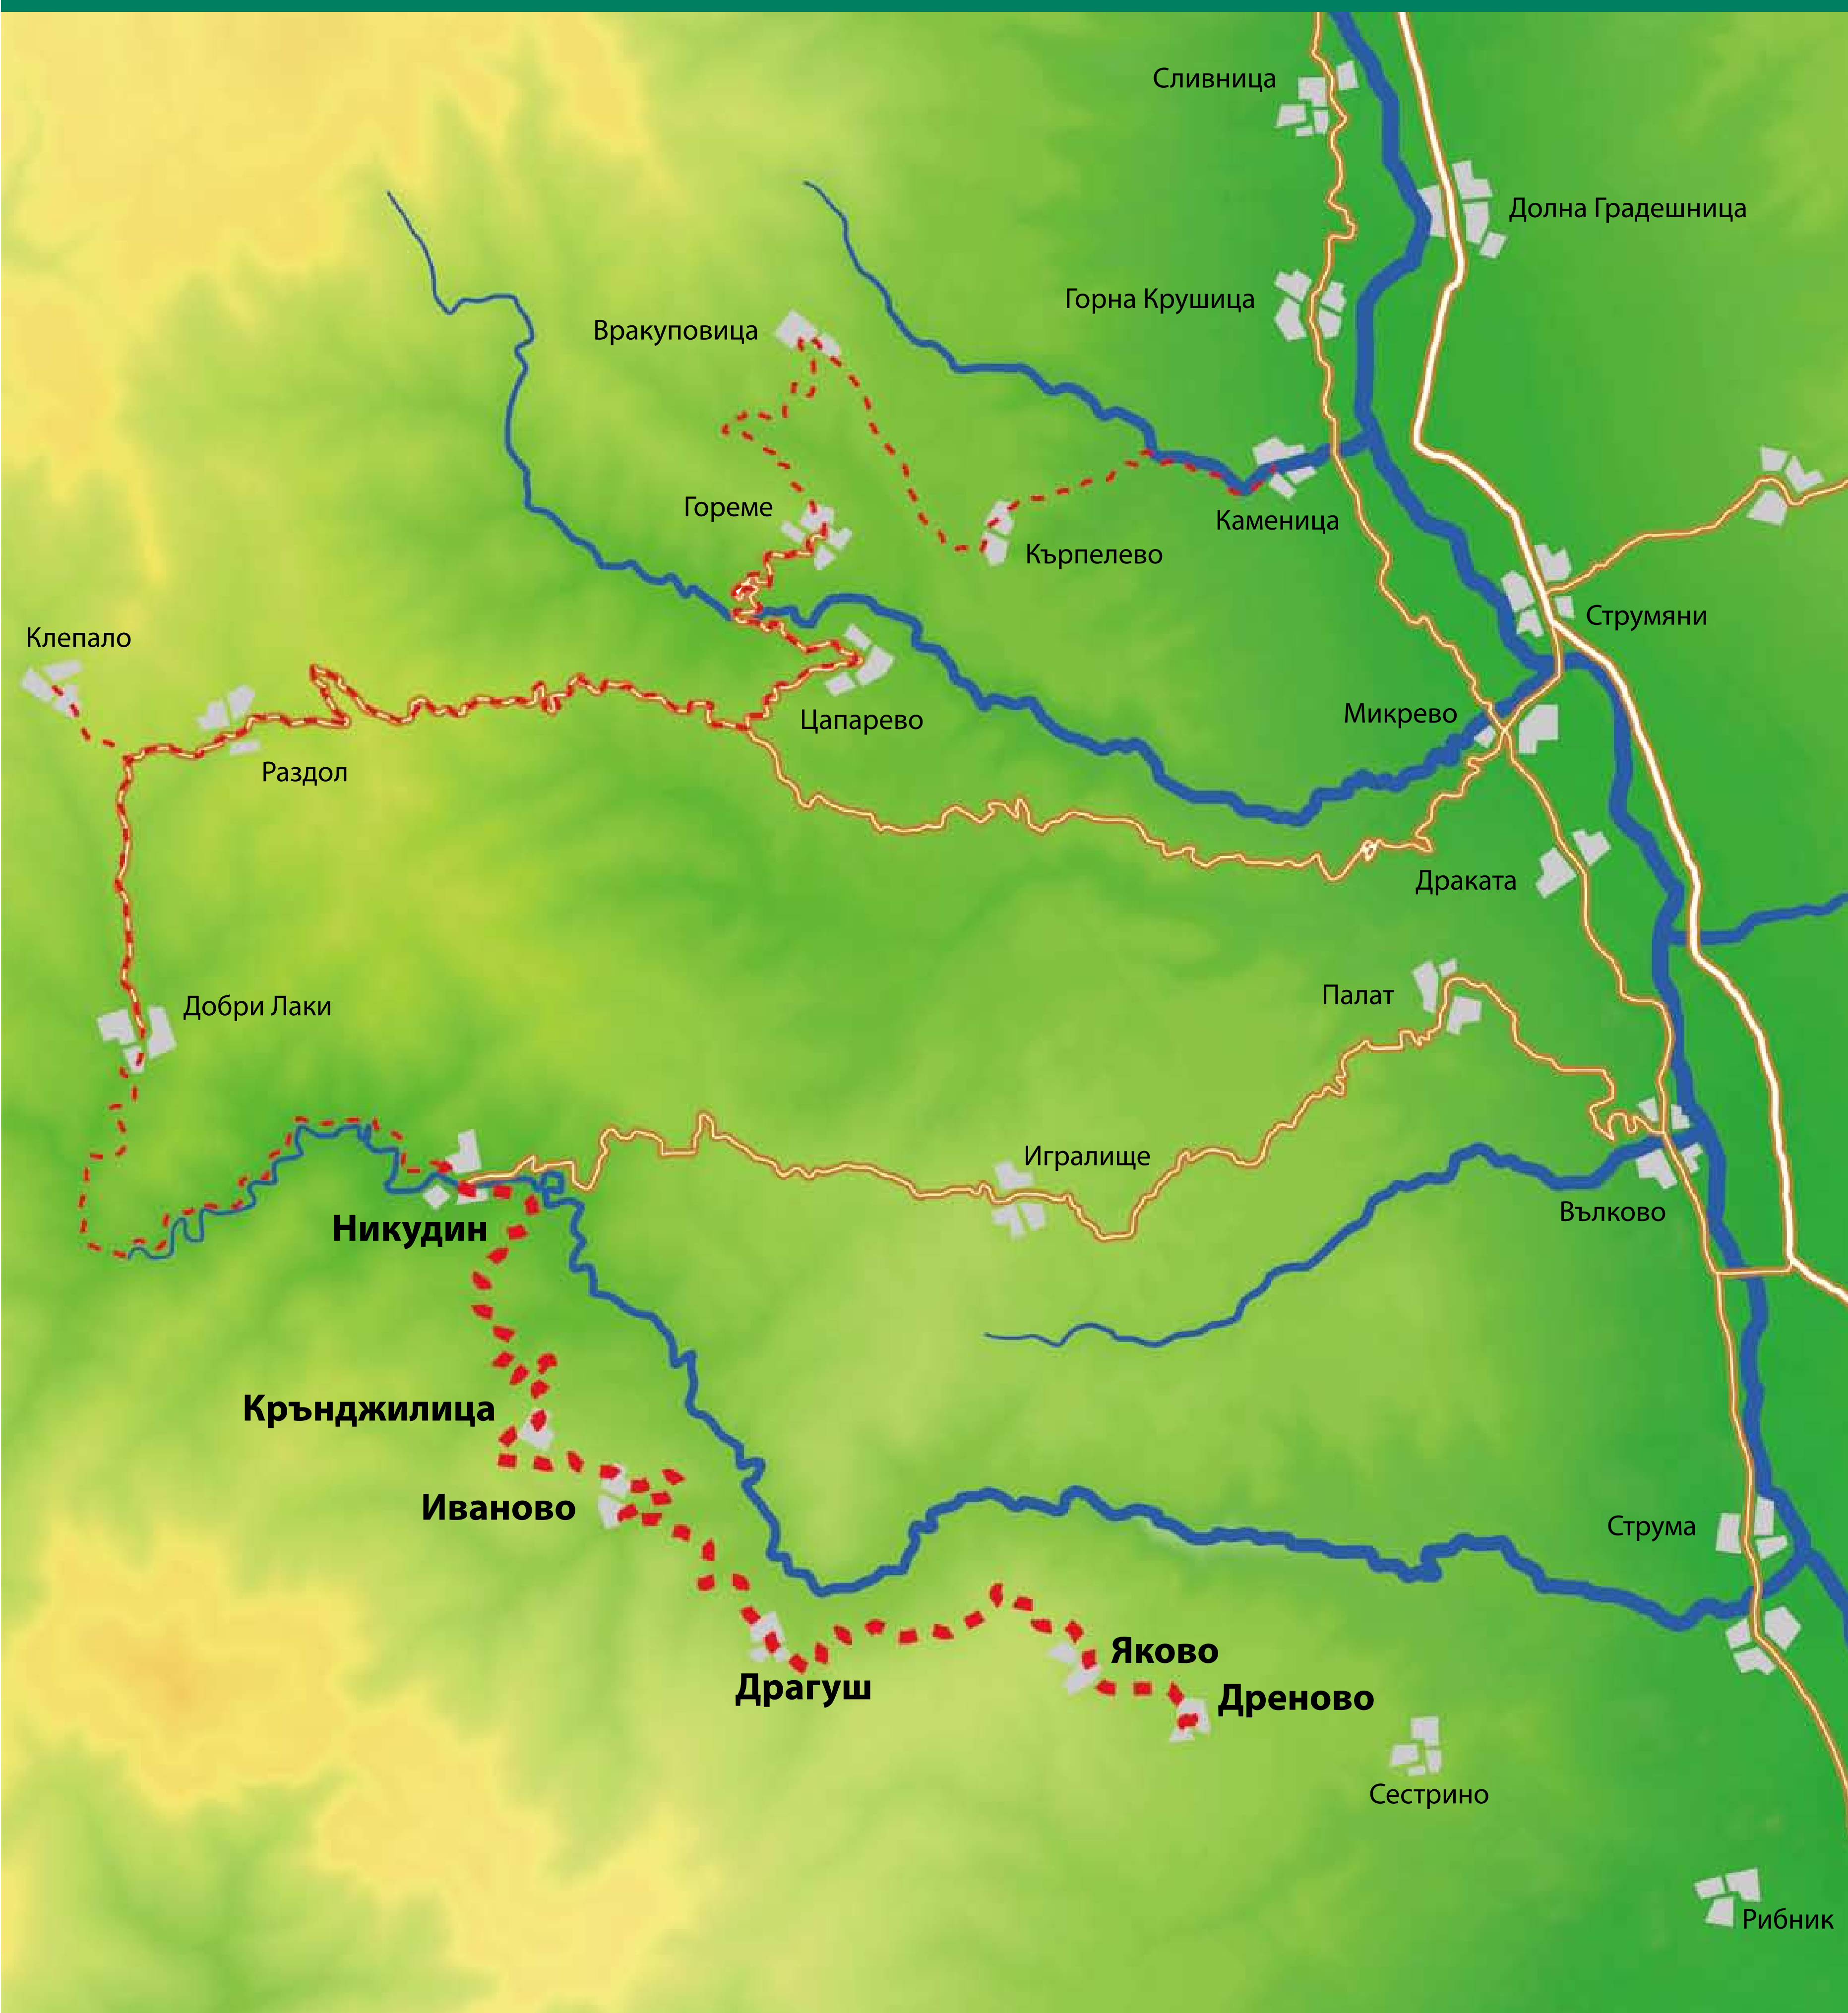 Сливница
Долна Градешница
Горна Крушица
Вракуповица
Гореме
Каменица
Кърпелево
Струмяни
Клепало
Микрево
Цапарево
Раздол
Драката
Палат
Добри Лаки
Игралище
Вълково
Никудин
Крънджилица
Иваново
Струма
Яково
Драгуш
Дреново
Сестрино
Рибник